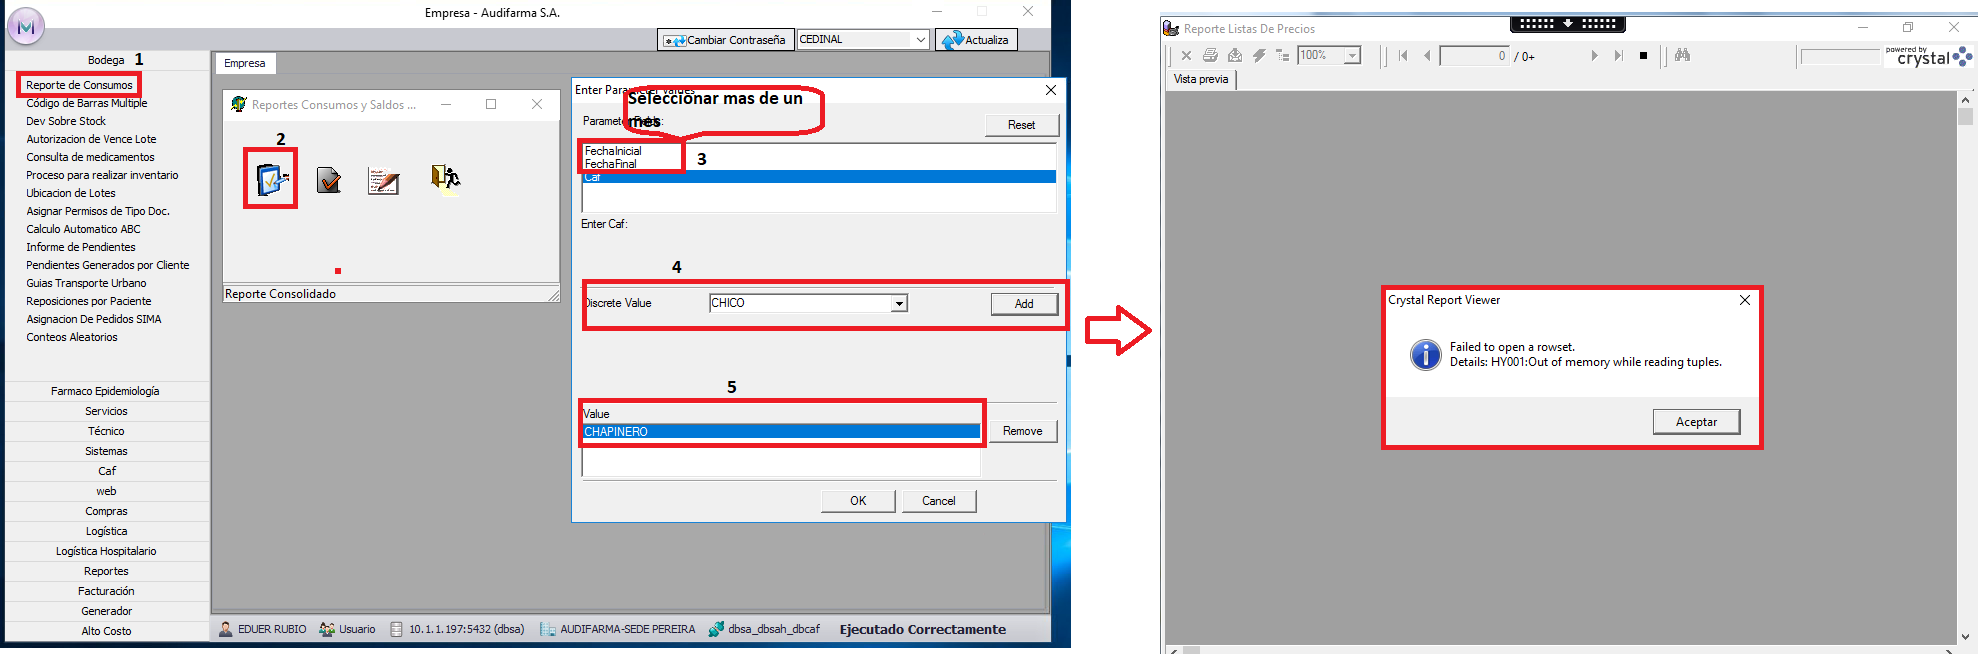 Empresa - Audifarma S.A.
Cambiar Contraseña
CEDINAL
Actualiza
Bodega 1
Reporte de Consumos
Código de Barras Multiple
Dev Sobre Stock
Autorizacion de Vence Lote
Consulta de medicamentos
Proceso para realizar inventario
Ubicacion de Lotes
Asignar Permisos de Tipo Doc.
Calculo Automatico ABC
Informe de Pendientes
Pendientes Generados por Cliente
Guias Transporte Urbano
Reposiciones por Paciente
Asignacion De Pedidos SIMA
Conteos Aleatorios
Farmaco Epidemiología
Servicios
Técnico
Sistemas
Caf
web
Compras
Logística
Logística Hospitalario
Reportes
Facturación
Generador
Alto Costo
Empresa
Reportes Consumos y Saldos ...
2
Reporte Consolidado
Enter Parameter Values
Seleccionar mas de un
mes
Reset
FechaInicial
FechaFinal
3
Caf
Enter Caf:
4
Discrete Value
CHICO
Add
5
Value
CHAPINERO
Remove
OK
Cancel
EDUER RUBIO
Usuario
10.1.1.197:5432 (dbsa)
AUDIFARMA-SEDE PEREIRA
dbsa_dbsah_dbcaf
Ejecutado Correctamente
Reporte Listas De Precios
100%
0
/ 0+
powered by
crystal
Vista previa
Crystal Report Viewer
Failed to open a rowset.
Details: HY001:Out of memory while reading tuples.
Aceptar